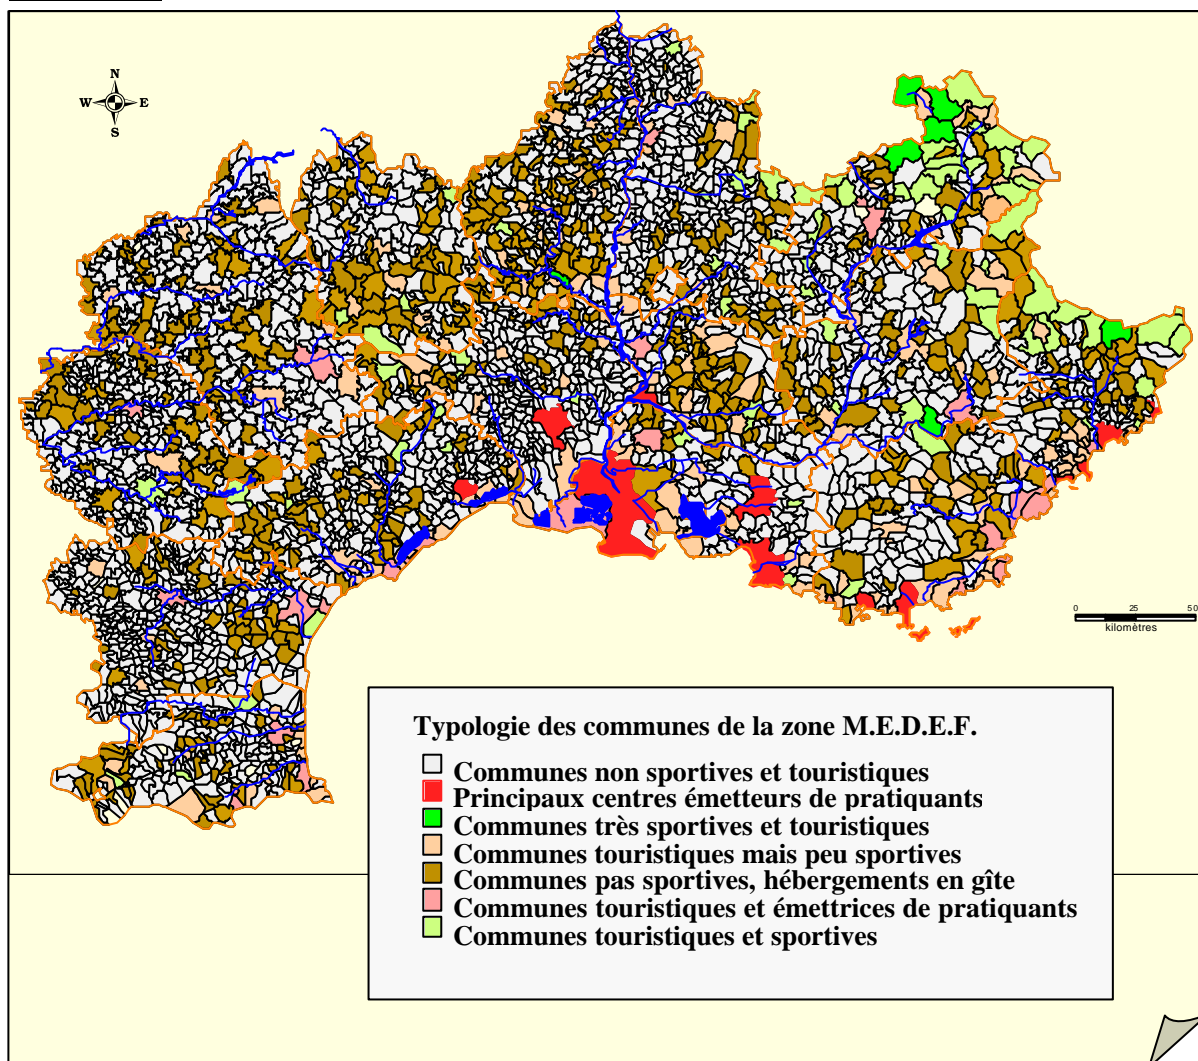 N
W E
S
0 25 50
kilomètres
Typologie des communes de la zone M.E.D.E.F.
Communes non sportives et touristiques
Principaux centres émetteurs de pratiquants
Communes très sportives et touristiques
Communes touristiques mais peu sportives
Communes pas sportives, hébergements en gîte
Communes touristiques et émettrices de pratiquants
Communes touristiques et sportives